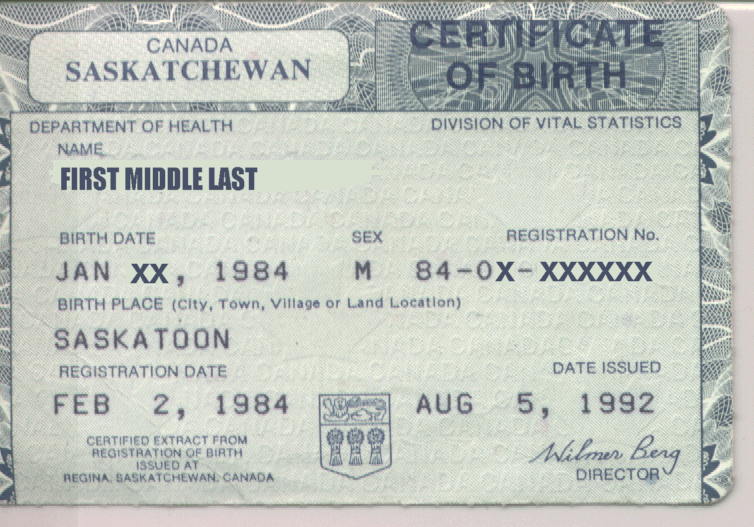 CANADA
SASKATCHEWAN
CERTIFICATE
OF BIRTH
DEPARTMENT OF HEALTH
DIVISION OF VITAL STATISTICS
NAME
FIRST MIDDLE LAST
BIRTH DATE SEX REGISTRATION No.
JAN XX, 1984 M 84-0X-XXXXXX
BIRTH PLACE (City, Town, Village or Land Location)
SASKATOON
REGISTRATION DATE DATE ISSUED
FEB 2, 1984 AUG 5, 1992
CERTIFIED EXTRACT FROM
REGISTRATION OF BIRTH
ISSUED AT
REGINA, SASKATCHEWAN, CANADA
Wilmer Berg
DIRECTOR